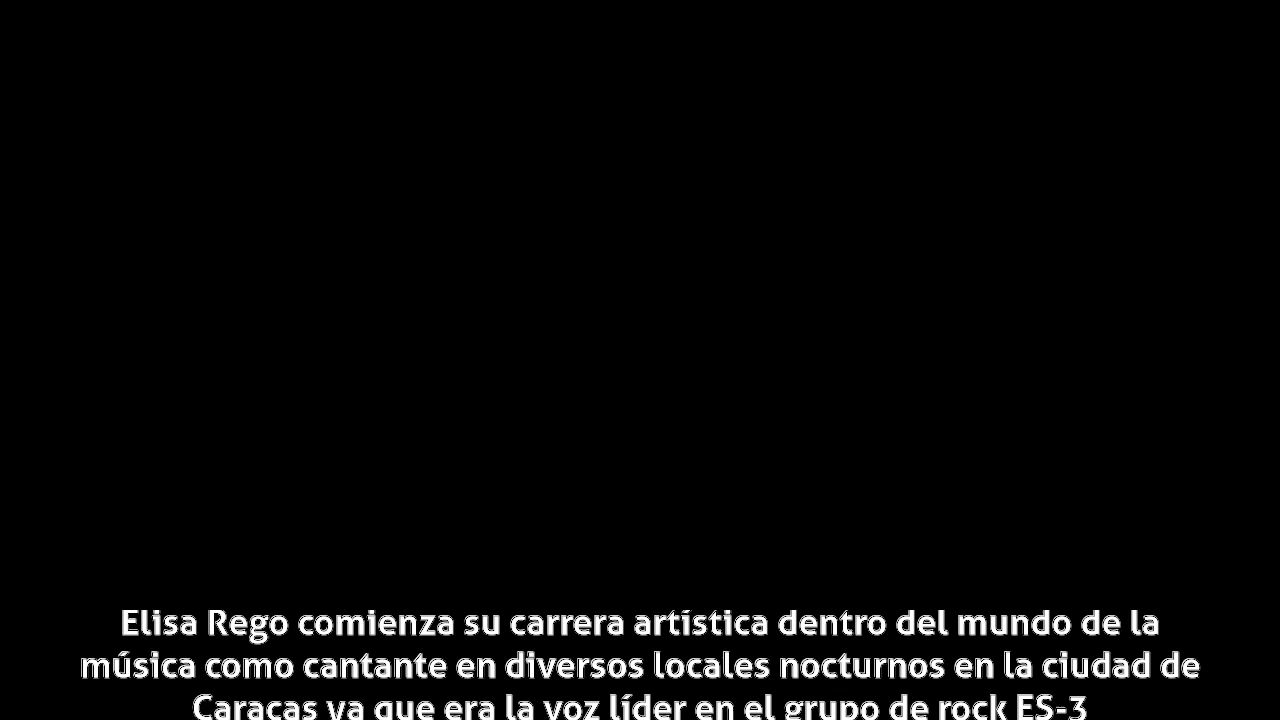 Elisa Rego comienza su carrera artística dentro del mundo de la
música como cantante en diversos locales nocturnos en la ciudad de
Caracas ya que era la voz líder en el grupo de rock ES-3